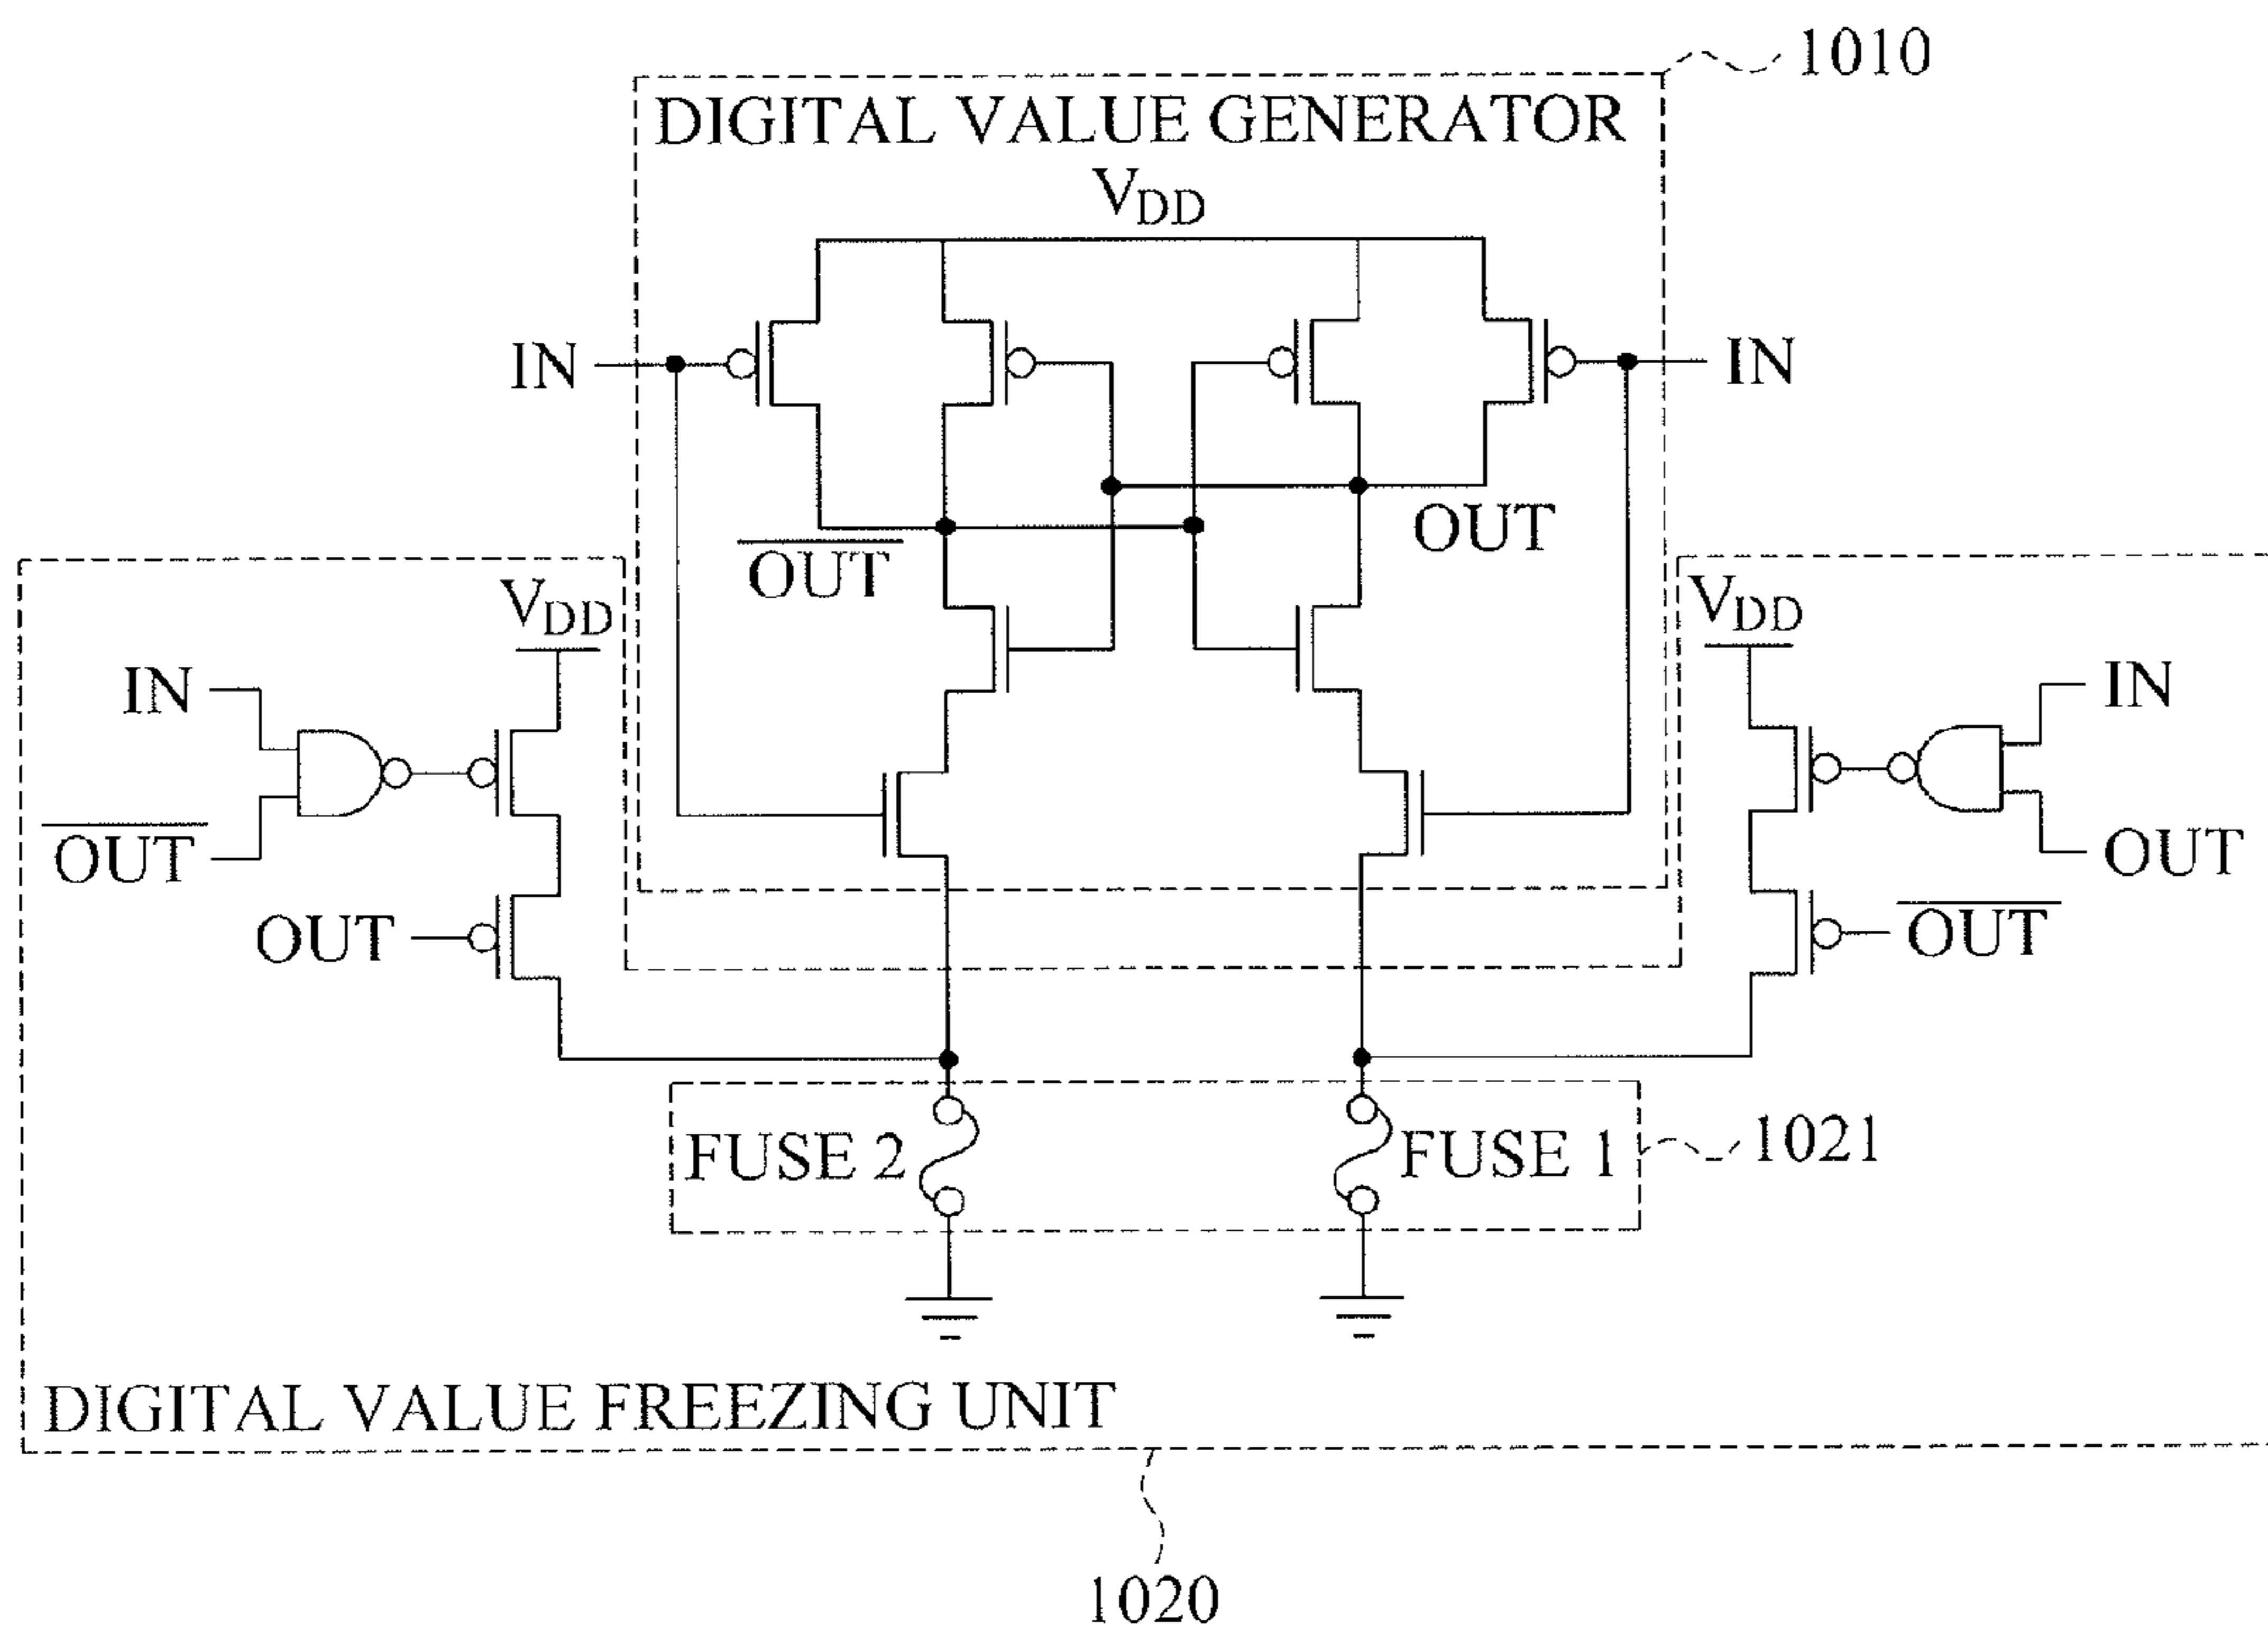 1010
DIGITAL VALUE GENERATOR
VDD
IN
IN
OUT
OUT
VDD
VDD
IN
IN
OUT
OUT
OUT
OUT
FUSE 2
FUSE 1
1021
DIGITAL VALUE FREEZING UNIT
1020